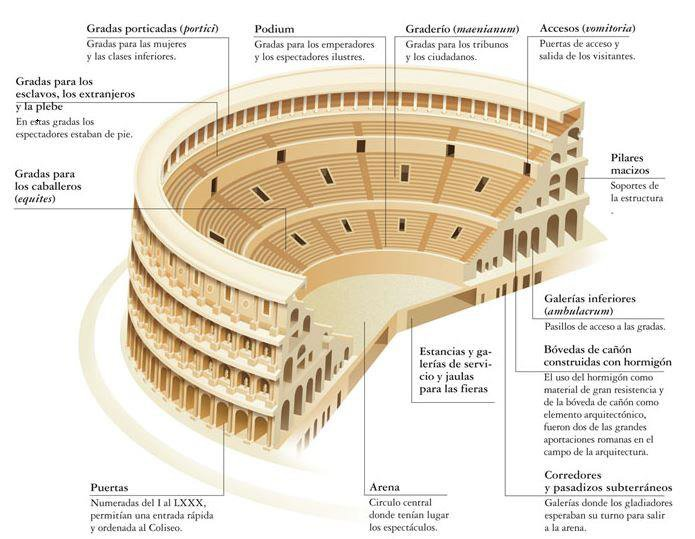 Gradas porticadas (portici)
Gradas para las mujeres
y las clases inferiores.
Podium
Gradas para los emperadores
y los espectadores ilustres.
Graderío (maenianum)
Gradas para los tribunos
y los ciudadanos.
Accesos (vomitoria)
Puertas de acceso y
salida de los visitantes.
Gradas para los
esclavos, los extranjeros
y la plebe
En estas gradas los
espectadores estaban de pie.
Gradas para
los caballeros
(equites)
Pilares
macizos
Soportes de
la estructura
.
Galerías inferiores
(ambulacrum)
Pasillos de acceso a las gradas.
Estancias y ga-
lerías de servi-
cio y jaulas
para las fieras
Bóvedas de cañón
construidas con hormigón
El uso del hormigón como
material de gran resistencia y
de la bóveda de cañón como
elemento arquitectónico,
fueron dos de las grandes
aportaciones romanas en el
campo de la arquitectura.
Puertas
Numeradas del I al LXXX,
permitían una entrada rápida
y ordenada al Coliseo.
Arena
Circulo central
donde tenían lugar
los espectáculos.
Corredores
y pasadizos subterráneos
Galerías donde los gladiadores
esperaban su turno para salir
a la arena.